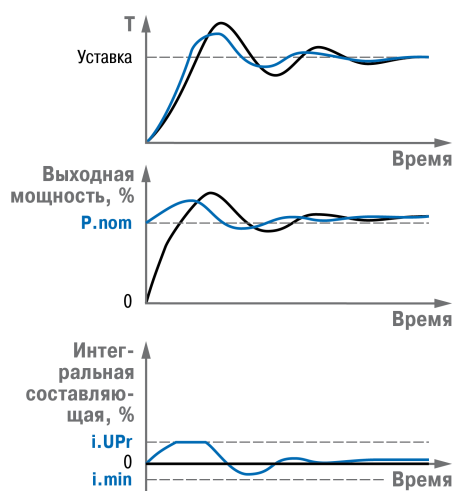 T
Уставка
Время
Выходная
мощность, %
P.nom
0
Время
Интег-
ральная
составляю-
щая, %
i.UPr
0
i.min
Время